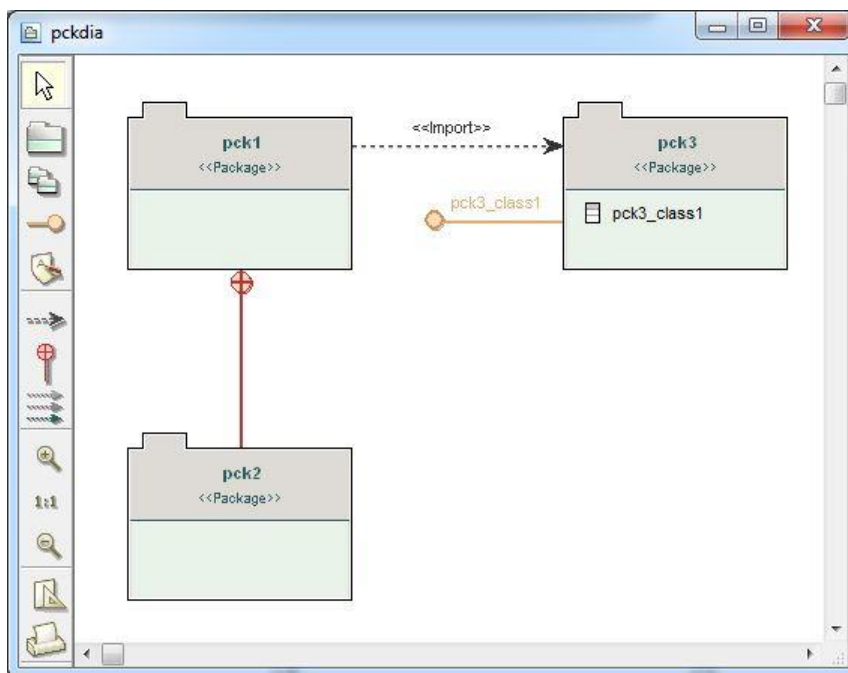 pckdia
pck1
<<Package>>
<<Import>>
pck3
<<Package>>
pck3_class1
pck3_class1
pck2
<<Package>>
1:1